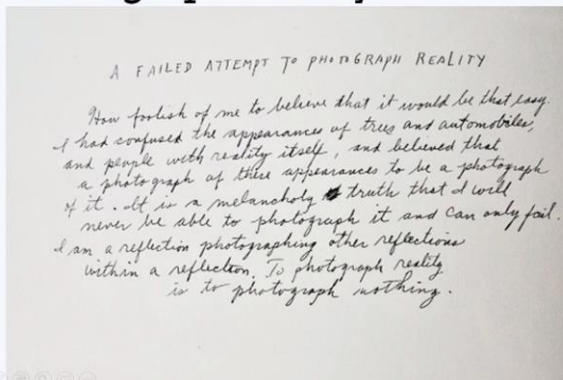 A FAILED ATTEMPT TO PHOTOGRAPH REALITY
How foolish of me to believe that it would be that easy.
I had confused the appearances of trees and automobiles,
and people with reality itself, and believed that
a photograph of these appearances to be a photograph
of it. It is a melancholy truth that I will
never be able to photograph it and can only fail.
I am a reflection photographing other reflections
within a reflection. To photograph reality
is to photograph nothing.